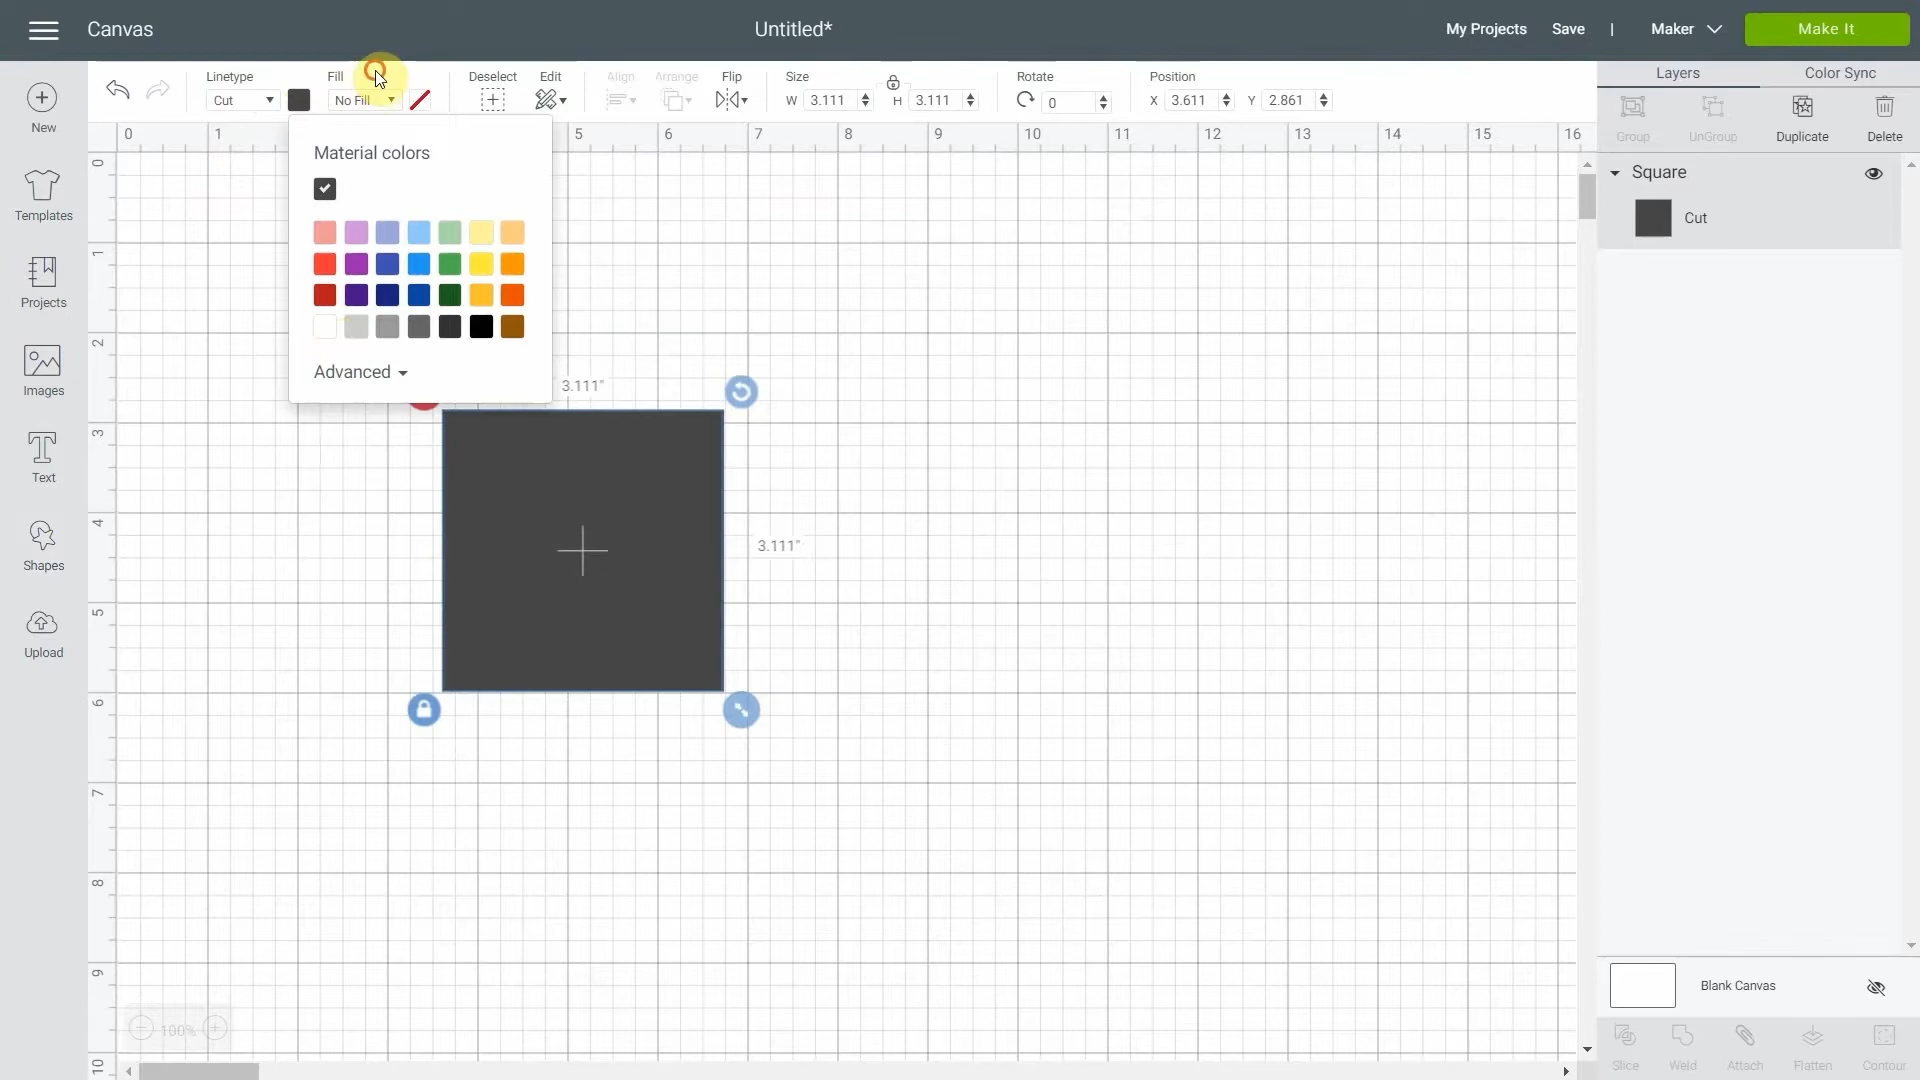 Canvas
Untitled*
My Projects
Save
|
Maker
Make It
Linetype
Fill
Deselect
Edit
Align
Arrange
Flip
Size
Rotate
Position
Cut
No Fill
W 3.111
H 3.111
0
X 3.611
Y 2.861
Layers
Color Sync
Group
UnGroup
Duplicate
Delete
New
Templates
Projects
Images
Text
Shapes
Upload
0 1 5 6 7 8 9 10 11 12 13 14 15 16
0
1
2
3
4
5
6
7
8
9
10
Material colors
Advanced
3.111"
3.111"
100%
Square
Cut
Blank Canvas
Slice
Weld
Attach
Flatten
Contour